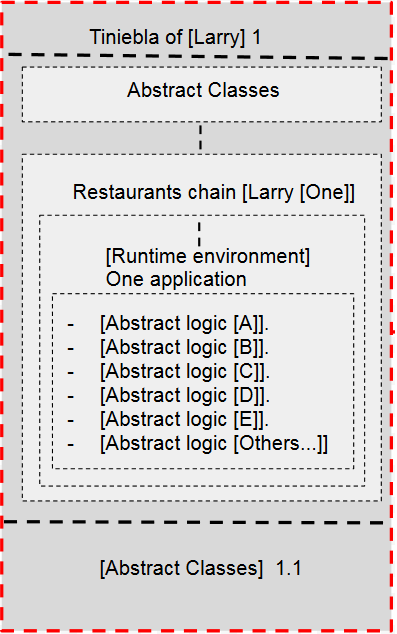 Tiniebla of [Larry] 1
Abstract Classes
Restaurants chain [Larry [One]]
[Runtime environment]
One application
- [Abstract logic [A]].
- [Abstract logic [B]].
- [Abstract logic [C]].
- [Abstract logic [D]].
- [Abstract logic [E]].
- [Abstract logic [Others...]]
[Abstract Classes] 1.1